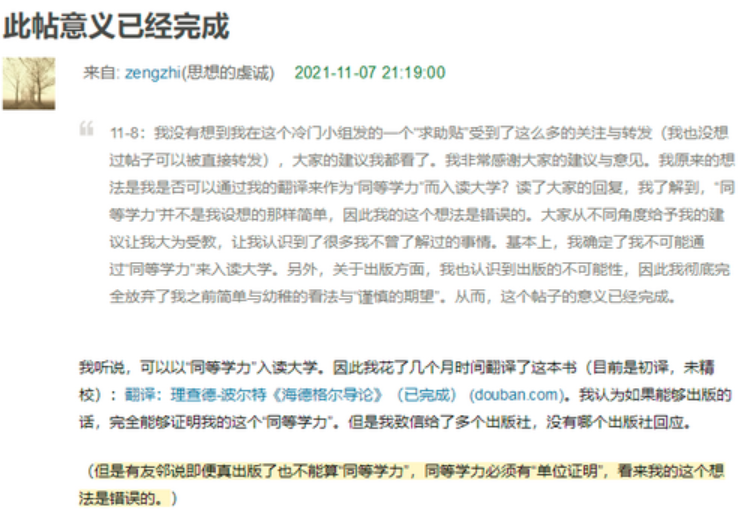 此帖意义已经完成
来自: zengzhi(思想的虔诚) 2021-11-07 21:19:00
“ 11-8：我没有想到我在这个冷门小组发的一个“求助贴”受到了这么多的关注与转发（我也没想
过帖子可以被直接转发），大家的建议我都看了。我非常感谢大家的建议与意见。我原来的想
法是我是否可以通过我的翻译来作为“同等学力”而入读大学？读了大家的回复，我了解到，“同
等学力”并不是我设想的那样简单，因此我的这个想法是错误的。大家从不同角度给予我的建
议让我大为受教，让我认识到了很多我不曾了解过的事情。基本上，我确定了我不可能通
过“同等学力”来入读大学。另外，关于出版方面，我也认识到出版的不可能性，因此我彻底完
全放弃了我之前简单与幼稚的看法与“谨慎的期望”。从而，这个帖子的意义已经完成。
我听说，可以以“同等学力”入读大学。因此我花了几个月时间翻译了这本书（目前是初译，未精
校）：翻译：理查德-波尔特《海德格尔导论》（已完成） (douban.com)。我认为如果能够出版的
话，完全能够证明我的这个“同等学力”。但是我致信给了多个出版社，没有哪个出版社回应。
（但是有友邻说即便真出版了也不能算“同等学力”，同等学力必须有“单位证明”，看来我的这个想
法是错误的。）